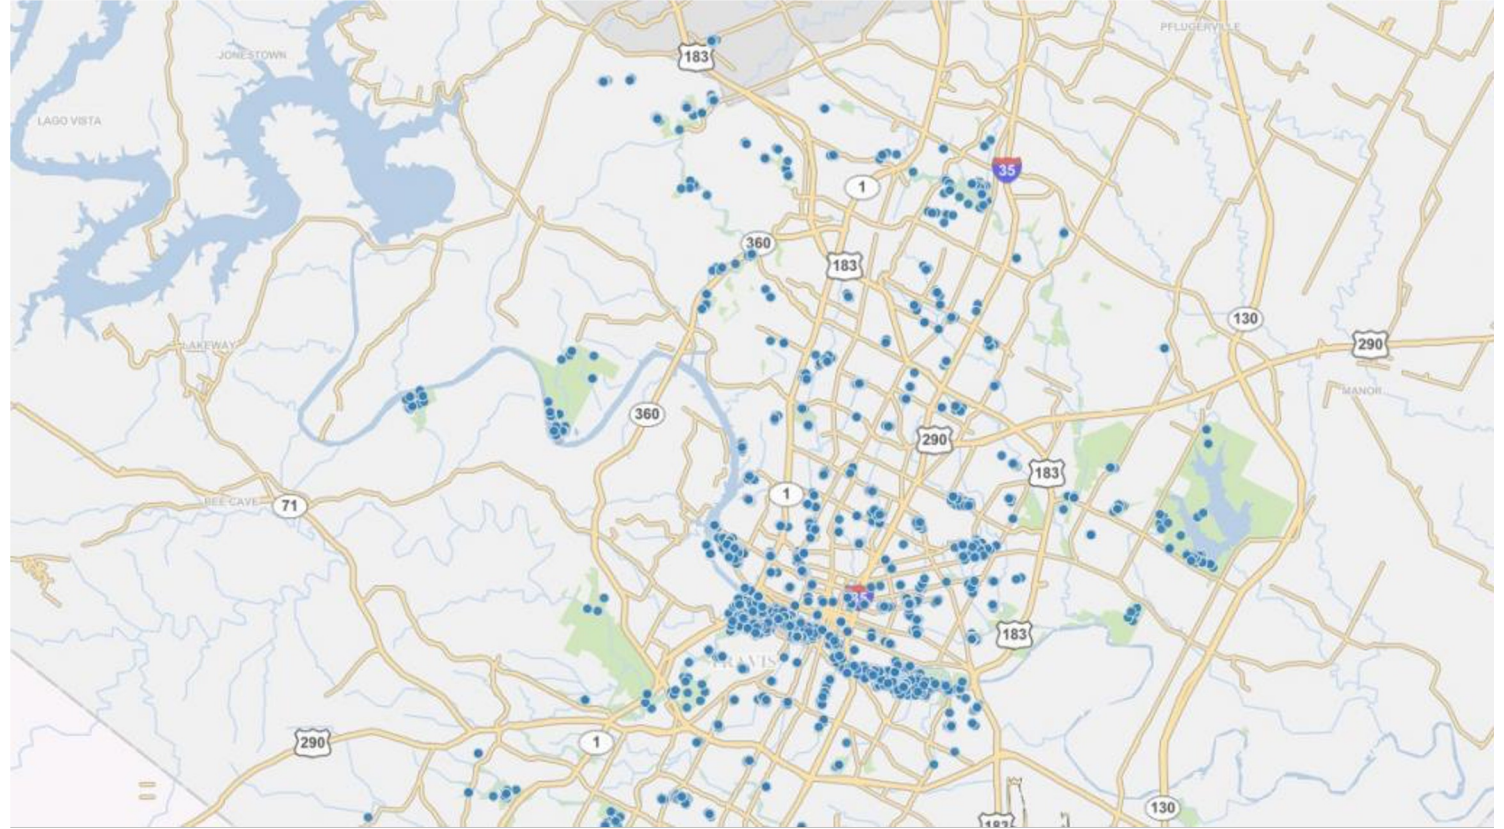 PFLUGERVILLE
JONESTOWN
183
LAGO VISTA
35
1
360
183
130
LAKEWAY
290
MANOR
360
290
183
1
BEE CAVE
71
35
183
TRAVIS
290
1
130
183